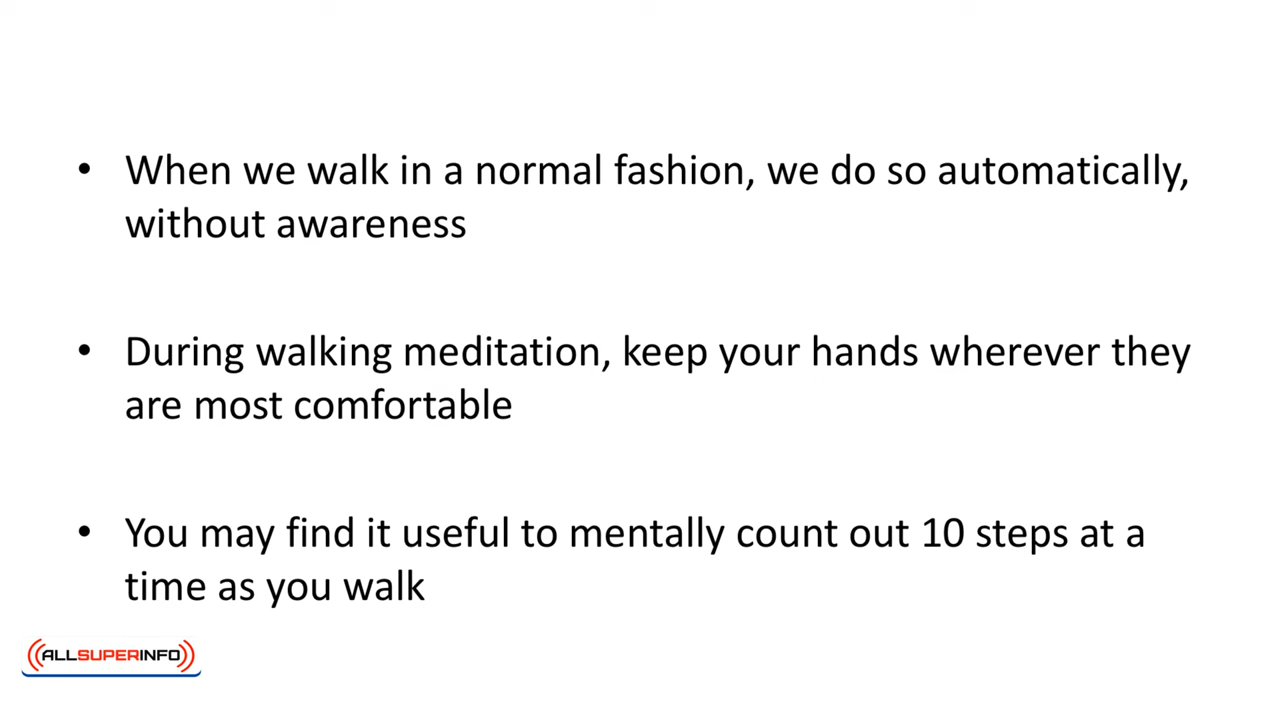 • When we walk in a normal fashion, we do so automatically,
without awareness
• During walking meditation, keep your hands wherever they
are most comfortable
• You may find it useful to mentally count out 10 steps at a
time as you walk
((ALLSUPERINFO))